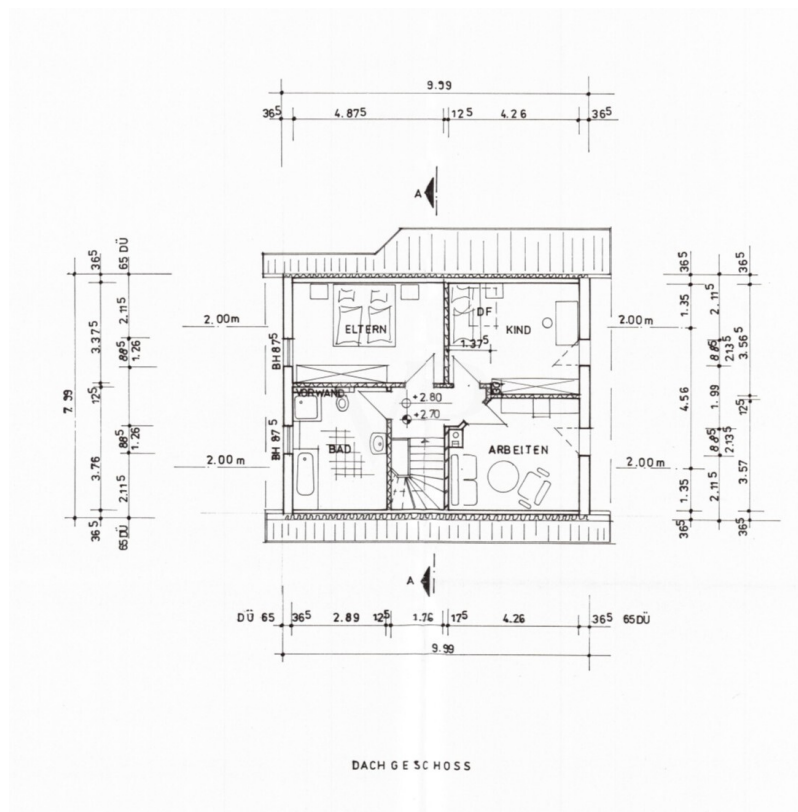 9.99
36⁵ 4.87⁵ 12⁵ 4.26 36⁵
A
65 DÜ
36⁵
2.11⁵
3.37⁵
88⁵
1.26
12⁵
7.99
88⁵
1.26
3.76
2.11⁵
36⁵
65DÜ
2.00m
2.00m
BH 87⁵
BH 87⁵
ELTERN
DF
KIND
1.37⁵
VORWAND
+2.80
+2.70
BAD
ARBEITEN
2.00m
2,00m
36⁵
1.35
4.56
1.35
36⁵
2.11⁵
88⁵
2.13⁵
1.99
88⁵
2.13⁵
2.11⁵
36⁵
3.56⁵
12⁵
3.57
36⁵
A
DÜ 65 36⁵ 2.89 12⁵ 1.76 17⁵ 4.26 36⁵ 65DÜ
9.99
DACHGESCHOSS